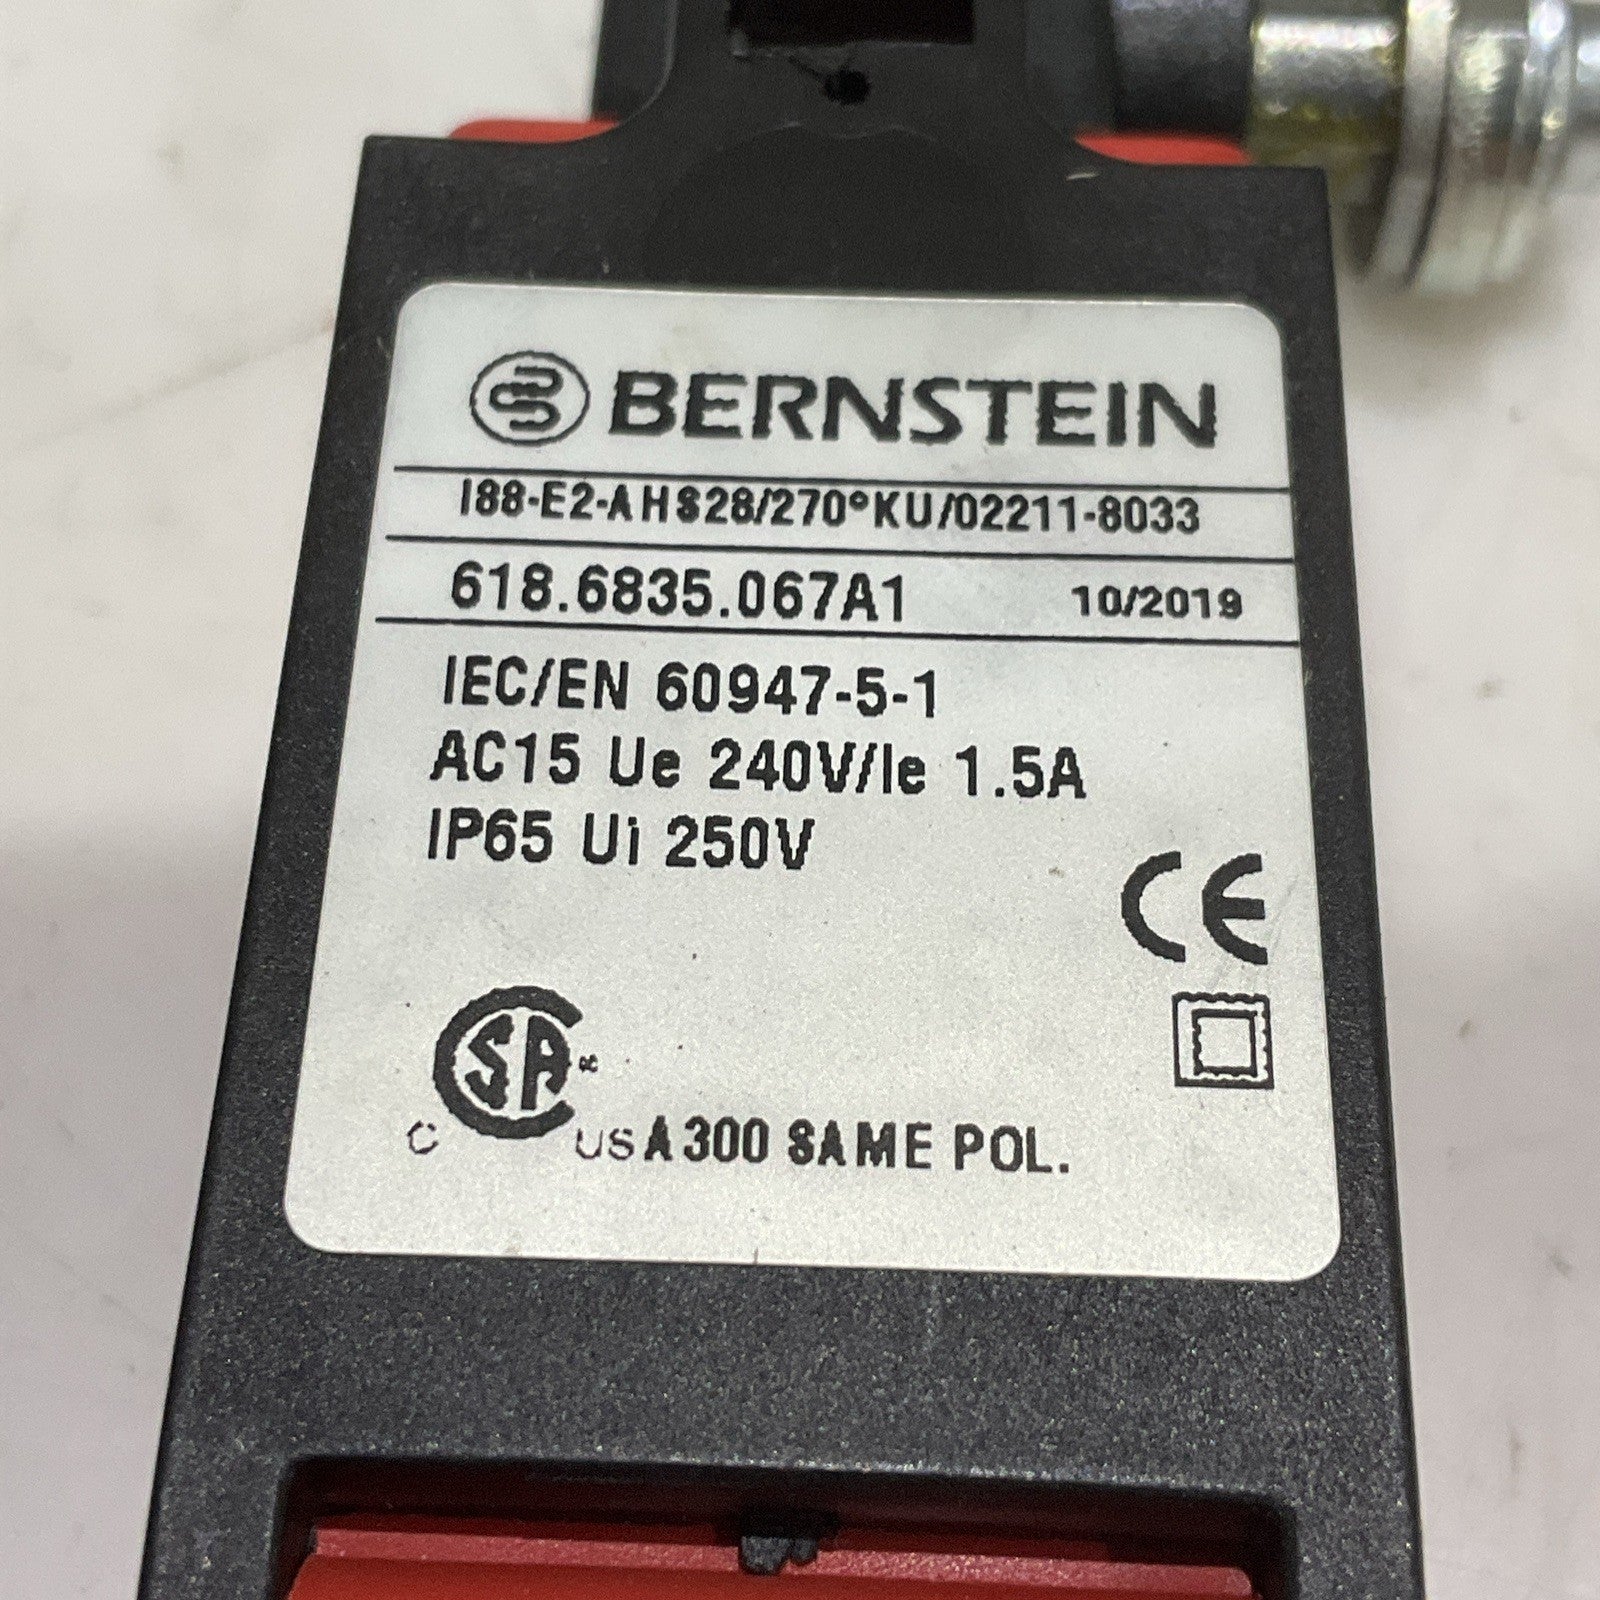 BERNSTEIN
I88-E2-AHS28/270°KU/02211-8033
618.6835.067A1 10/2019
IEC/EN 60947-5-1
AC15 Ue 240V/Ie 1.5A
IP65 Ui 250V
CE
CSA®
C US A300 SAME POL.